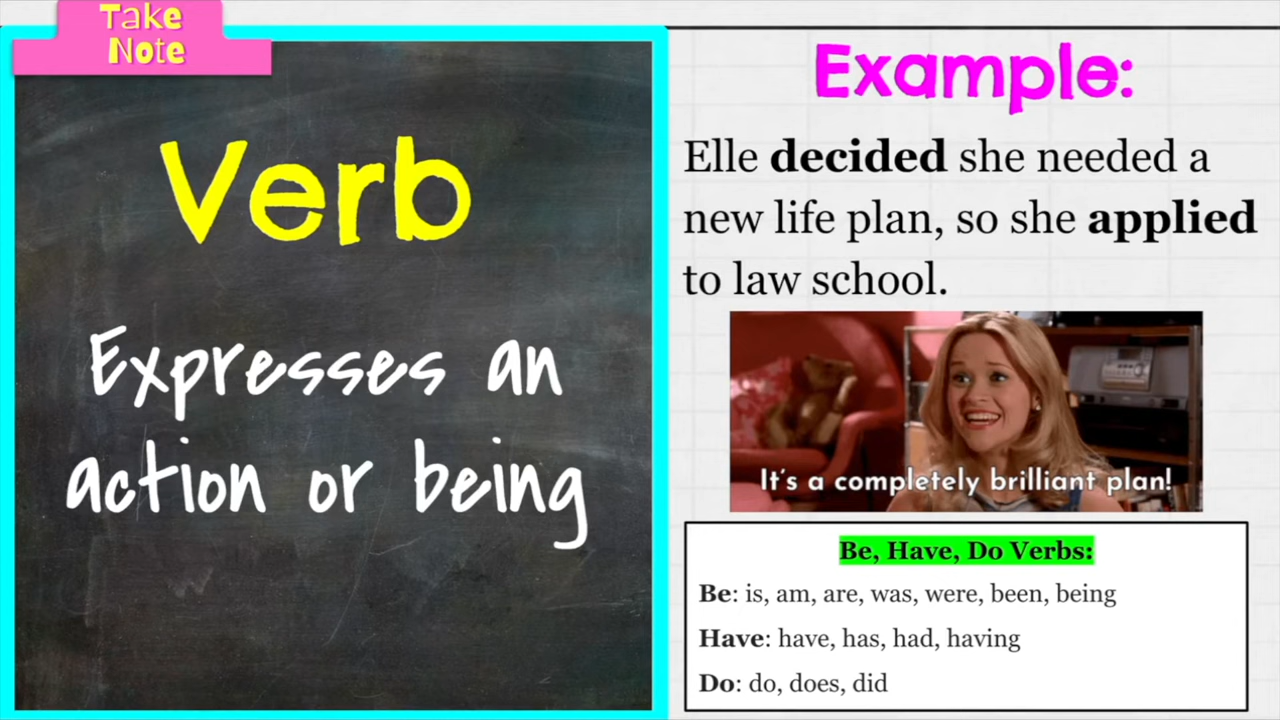 Take
Note
Verb
Expresses an
action or being
Example:
Elle decided she needed a
new life plan, so she applied
to law school.
It's a completely brilliant plan!
Be, Have, Do Verbs:
Be: is, am, are, was, were, been, being
Have: have, has, had, having
Do: do, does, did